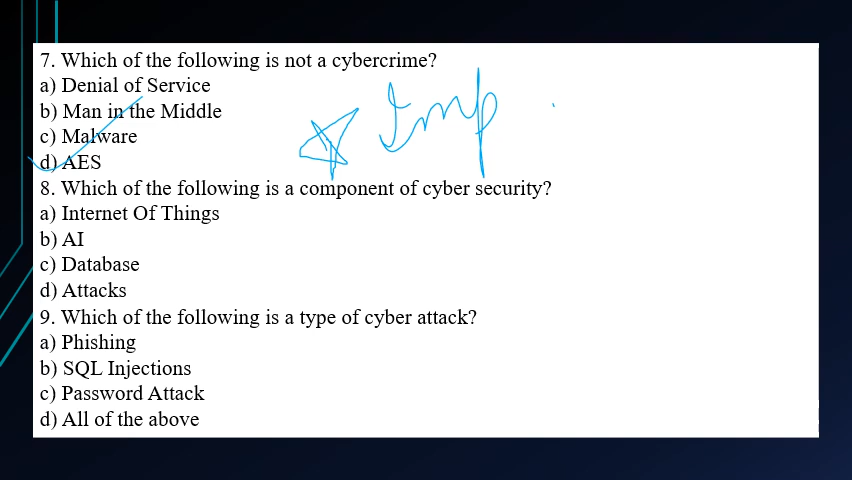 7. Which of the following is not a cybercrime?
a) Denial of Service
b) Man in the Middle
c) Malware
d) AES
Imp
8. Which of the following is a component of cyber security?
a) Internet Of Things
b) AI
c) Database
d) Attacks
9. Which of the following is a type of cyber attack?
a) Phishing
b) SQL Injections
c) Password Attack
d) All of the above